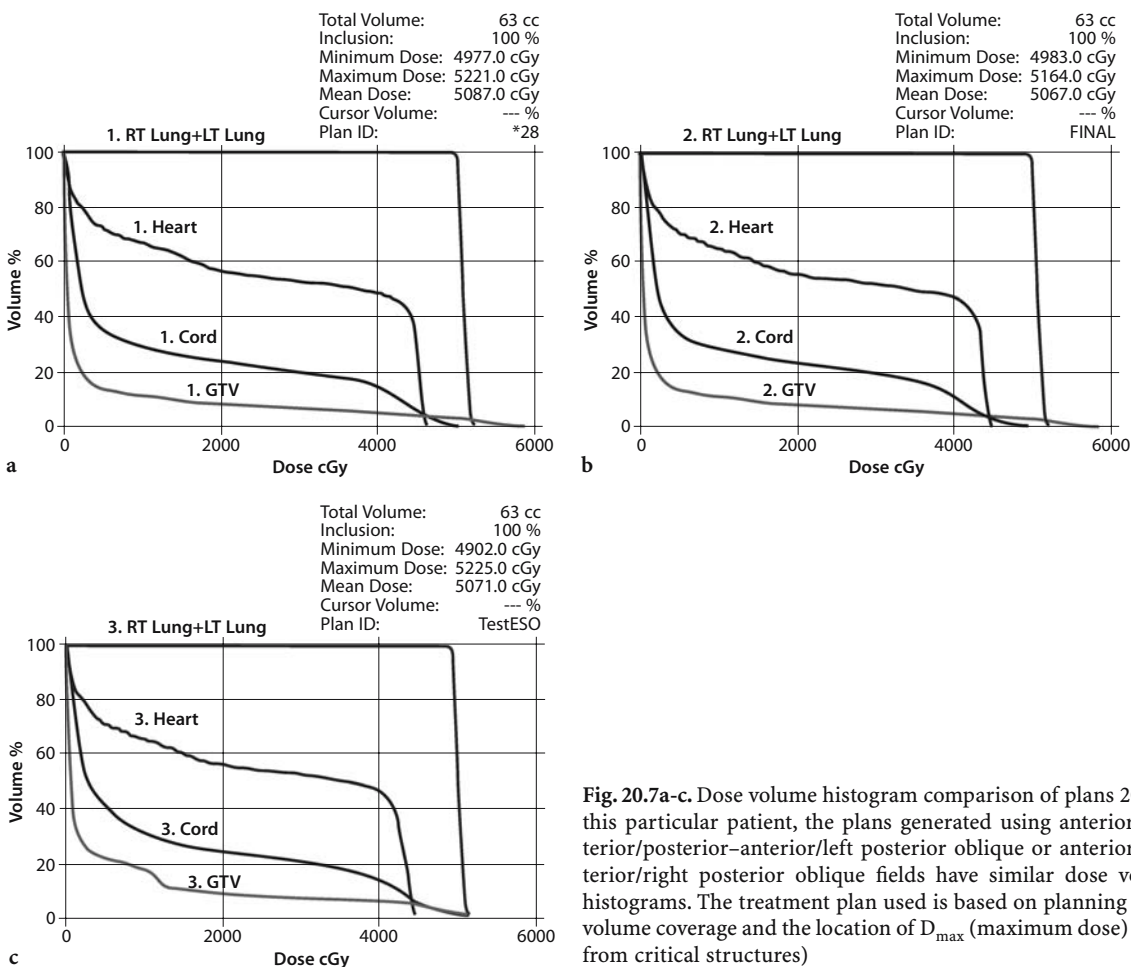 Total Volume: 63 cc
Inclusion: 100 %
Minimum Dose: 4977.0 cGy
Maximum Dose: 5221.0 cGy
Mean Dose: 5087.0 cGy
Cursor Volume: --- %
Plan ID: *28
1. RT Lung+LT Lung
100
80
60
40
20
0
Volume %
1. Heart
1. Cord
1. GTV
0 2000 4000 6000
Dose cGy
a
Total Volume: 63 cc
Inclusion: 100 %
Minimum Dose: 4983.0 cGy
Maximum Dose: 5164.0 cGy
Mean Dose: 5067.0 cGy
Cursor Volume: --- %
Plan ID: FINAL
2. RT Lung+LT Lung
100
80
60
40
20
0
Volume %
2. Heart
2. Cord
2. GTV
0 2000 4000 6000
Dose cGy
b
Total Volume: 63 cc
Inclusion: 100 %
Minimum Dose: 4902.0 cGy
Maximum Dose: 5225.0 cGy
Mean Dose: 5071.0 cGy
Cursor Volume: --- %
Plan ID: TestESO
3. RT Lung+LT Lung
100
80
60
40
20
0
Volume %
3. Heart
3. Cord
3. GTV
0 2000 4000 6000
Dose cGy
c
Fig. 20.7a-c. Dose volume histogram comparison of plans 2
this particular patient, the plans generated using anterior
terior/posterior–anterior/left posterior oblique or anterior
terior/right posterior oblique fields have similar dose vo
histograms. The treatment plan used is based on planning
volume coverage and the location of Dmax (maximum dose)
from critical structures)